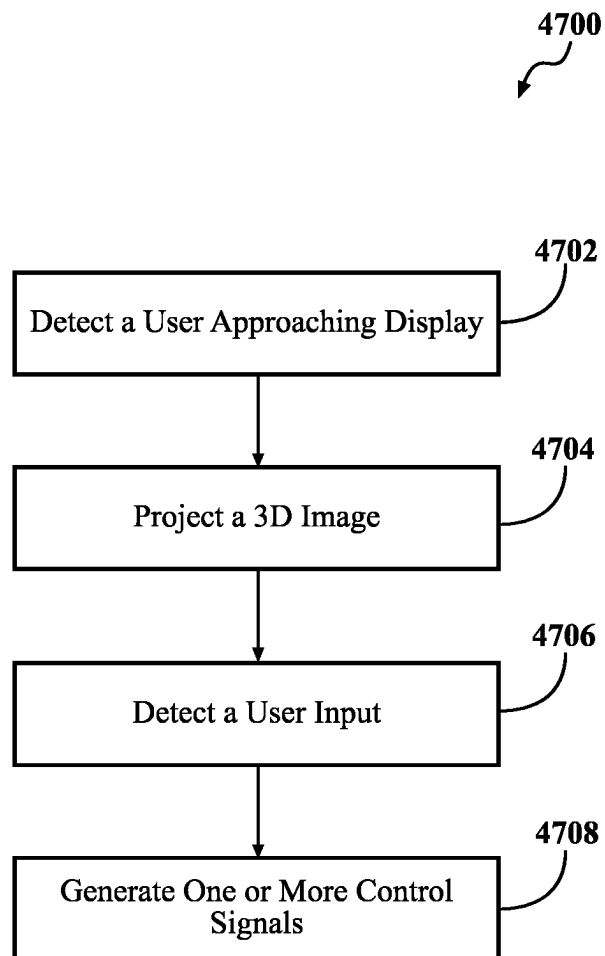 4700
4702
Detect a User Approaching Display
4704
Project a 3D Image
4706
Detect a User Input
4708
Generate One or More Control
Signals